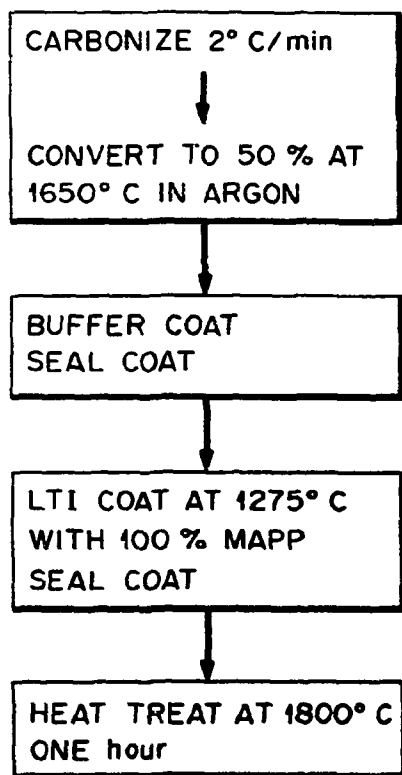 CARBONIZE 2° C/min
CONVERT TO 50 % AT
1650° C IN ARGON
BUFFER COAT
SEAL COAT
LTI COAT AT 1275° C
WITH 100 % MAPP
SEAL COAT
HEAT TREAT AT 1800° C
ONE hour